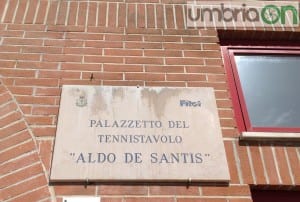 umbriaON
Fitet
PALAZZETTO DEL
TENNISTAVOLO
"ALDO DE SANTIS"